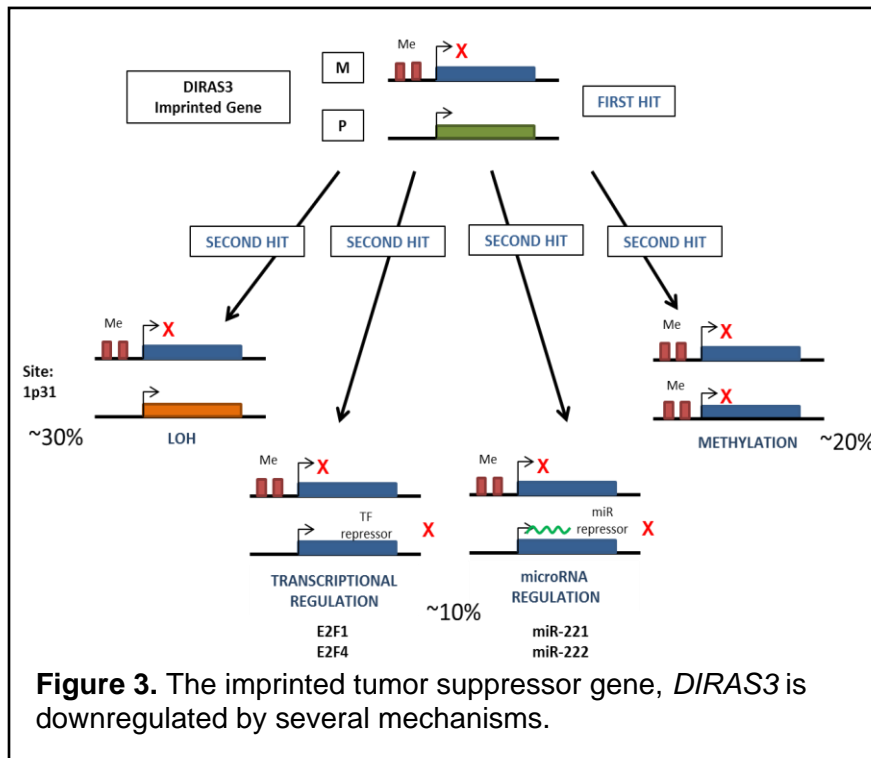 DIRAS3
Imprinted Gene
M
Me
X
P
FIRST HIT
SECOND HIT
SECOND HIT
SECOND HIT
SECOND HIT
Me
X
Site:
1p31
~30%
LOH
Me
X
METHYLATION
~20%
Me
X
Me
X
TF
repressor
X
TRANSCRIPTIONAL
REGULATION
E2F1
E2F4
~10%
Me
X
miR
repressor
X
microRNA
REGULATION
miR-221
miR-222
Figure 3. The imprinted tumor suppressor gene, DIRAS3 is
downregulated by several mechanisms.